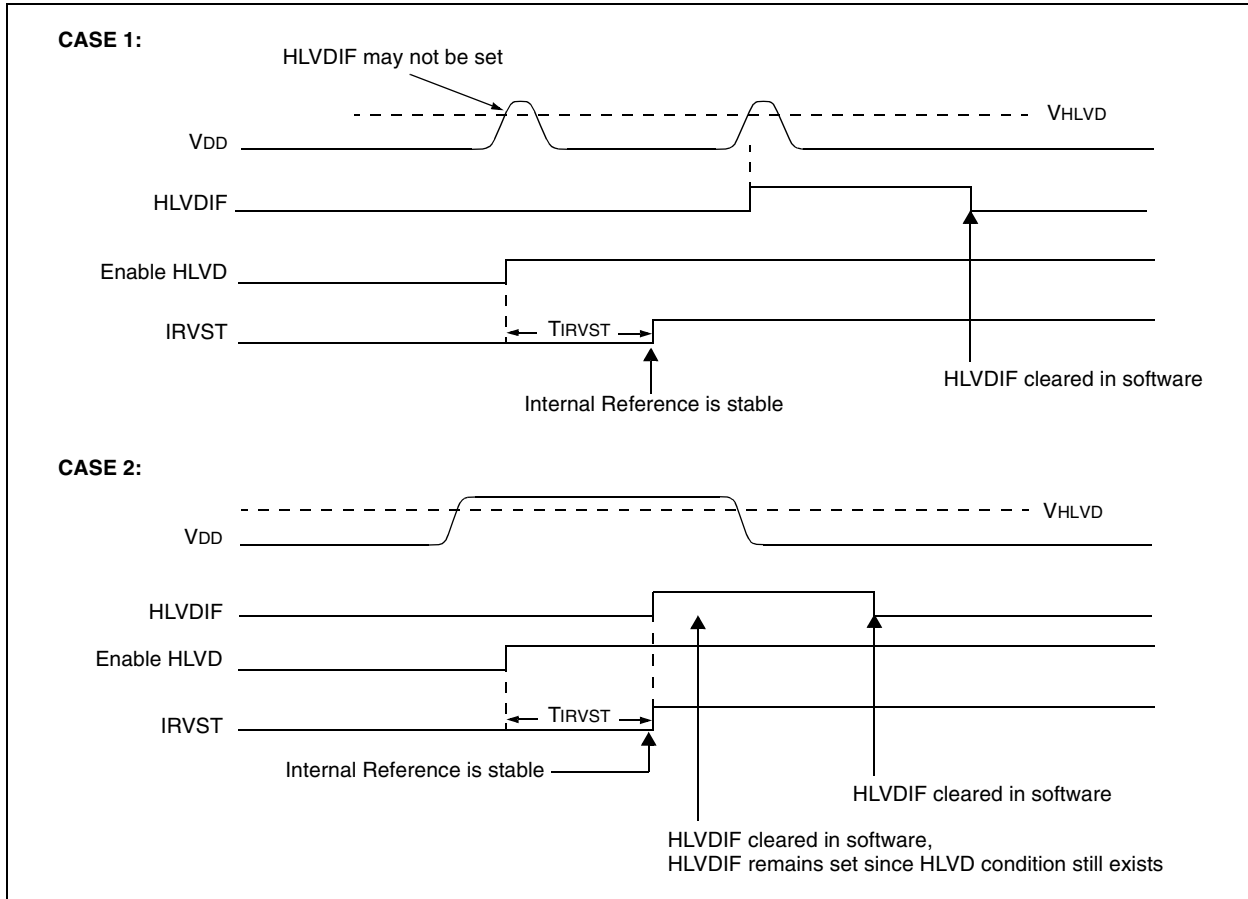 CASE 1:
HLVDIF may not be set
VHLVD
VDD
HLVDIF
Enable HLVD
IRVST
TIRVST
HLVDIF cleared in software
Internal Reference is stable
CASE 2:
VHLVD
VDD
HLVDIF
Enable HLVD
TIRVST
IRVST
Internal Reference is stable
HLVDIF cleared in software
HLVDIF cleared in software,
HLVDIF remains set since HLVD condition still exists